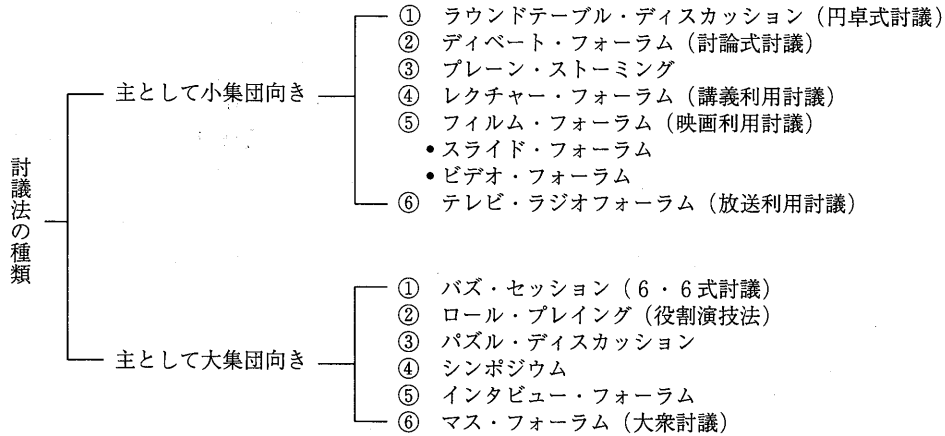 討議法の種類
主として小集団向き
① ラウンドテーブル・ディスカッション（円卓式討議）
② ディベート・フォーラム（討論式討議）
③ ブレーン・ストーミング
④ レクチャー・フォーラム（講義利用討議）
⑤ フィルム・フォーラム（映画利用討議）
•スライド・フォーラム
•ビデオ・フォーラム
⑥ テレビ・ラジオフォーラム（放送利用討議）
主として大集団向き
① バズ・セッション（６・６式討議）
② ロール・プレイング（役割演技法）
③ パズル・ディスカッション
④ シンポジウム
⑤ インタビュー・フォーラム
⑥ マス・フォーラム（大衆討議）